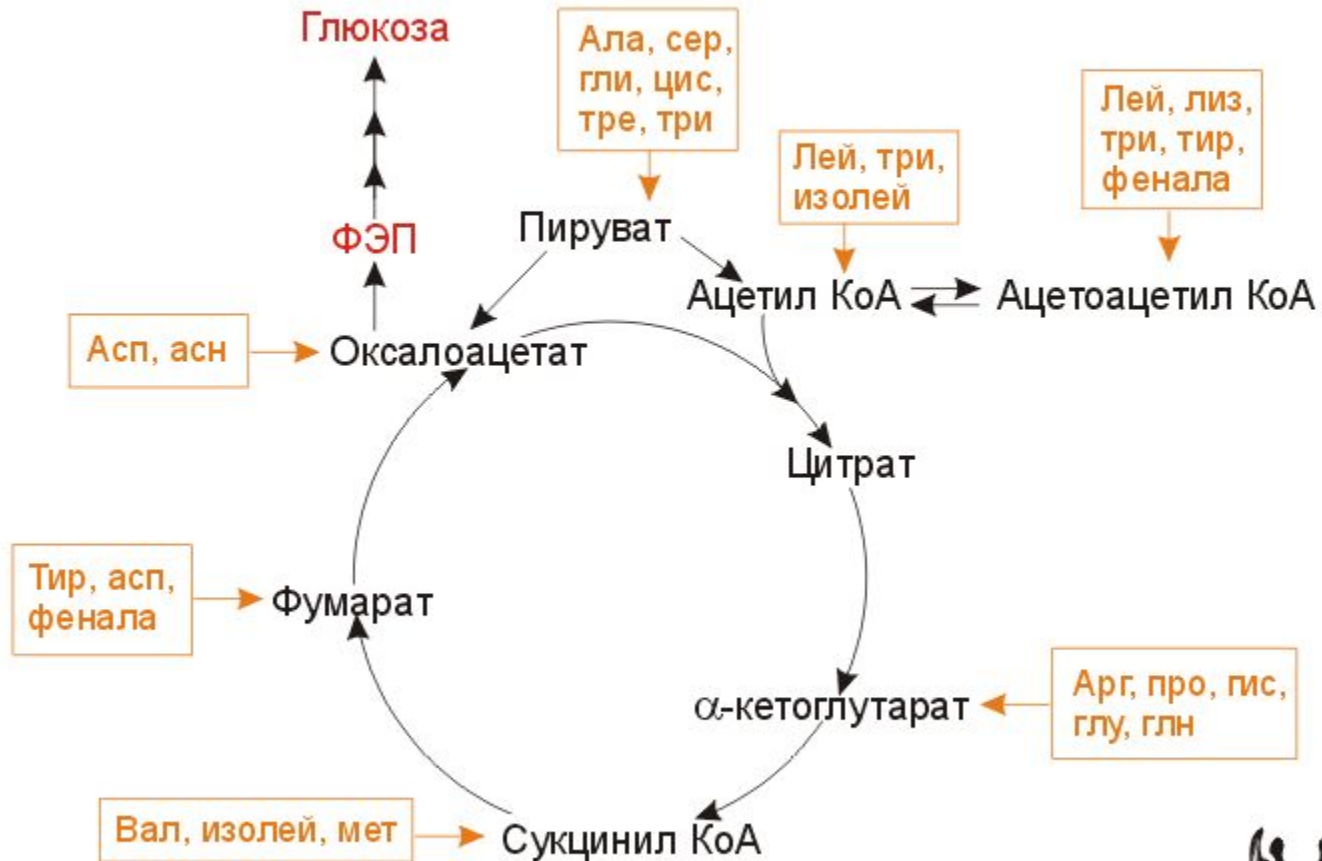 Глюкоза
Ала, сер,
гли, цис,
тре, три
Лей, лиз,
три, тир,
фенала
Лей, три,
изолей
ФЭП
Пируват
Ацетил КоА
Ацетоацетил КоА
Асп, асн
Оксалоацетат
Цитрат
Тир, асп,
фенала
Фумарат
α-кетоглутарат
Арг, про, гис,
глу, глн
Вал, изолей, мет
Сукцинил КоА